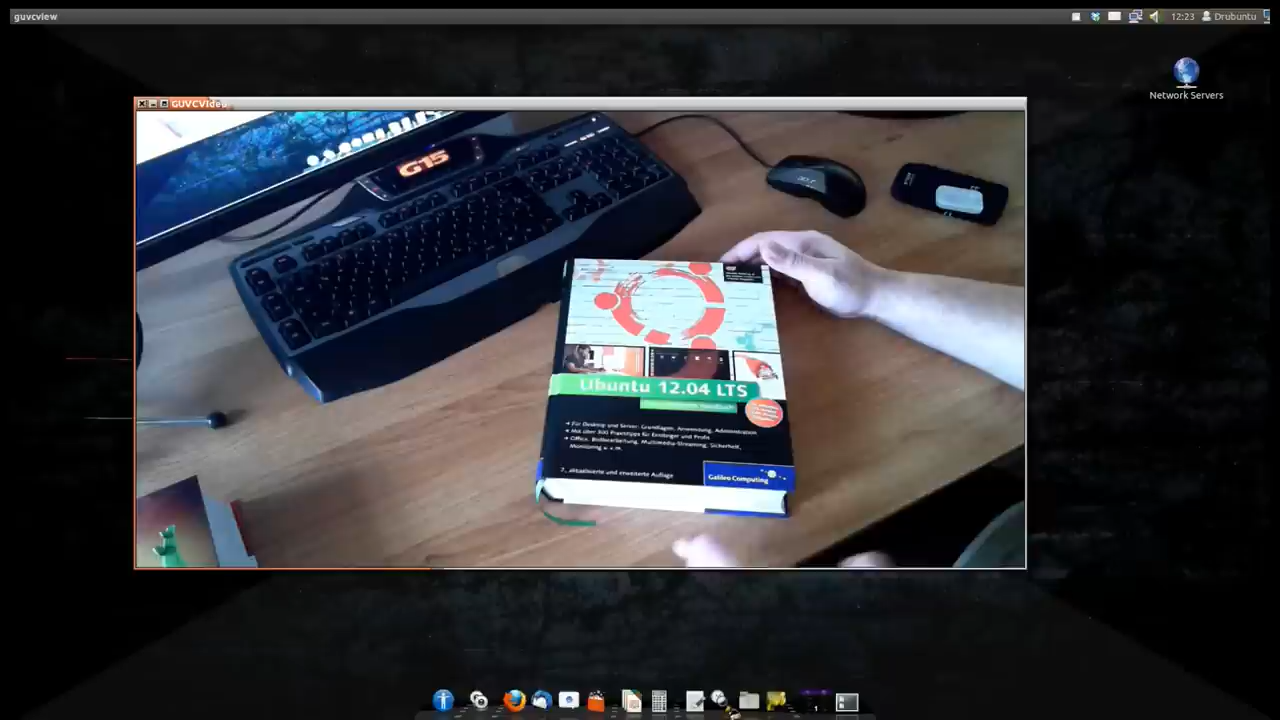 guvcview
12:23 Drubuntu
Network Servers
GUVCVideo
G15
acer
Ubuntu 12.04 LTS
Für Desktop und Server: Grundlagen, Anwendung, Administration
Mit über 300 Praxistipps für Einsteiger und Profis
Office, Bildbearbeitung, Multimedia-Streaming, Sicherheit,
Monitoring u. v. m.
7., aktualisierte und erweiterte Auflage
Galileo Computing